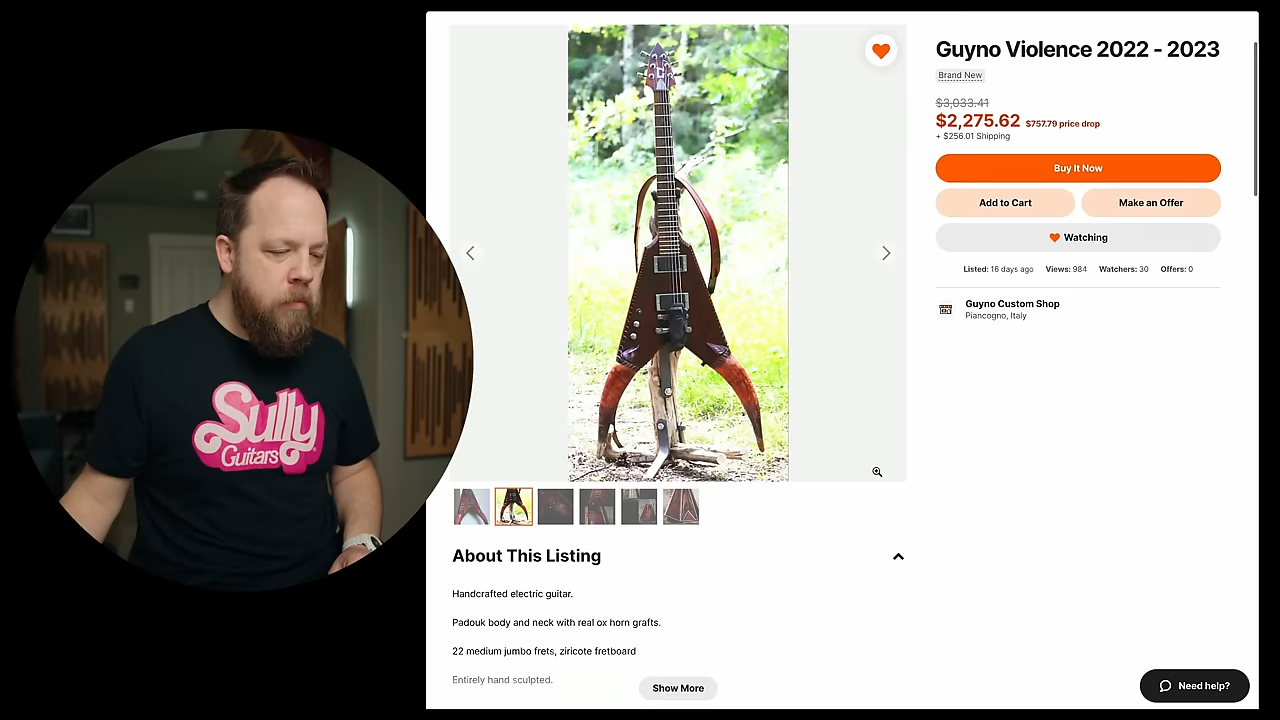 Sully
Guitars
Guyno Violence 2022 - 2023
Brand New
$3,033.41
$2,275.62 $757.79 price drop
+ $256.01 Shipping
Buy It Now
Add to Cart
Make an Offer
Watching
Listed: 16 days ago Views: 984 Watchers: 30 Offers: 0
Guyno Custom Shop
Piancogno, Italy
About This Listing
Handcrafted electric guitar.
Padouk body and neck with real ox horn grafts.
22 medium jumbo frets, ziricote fretboard
Entirely hand sculpted.
Show More
Need help?